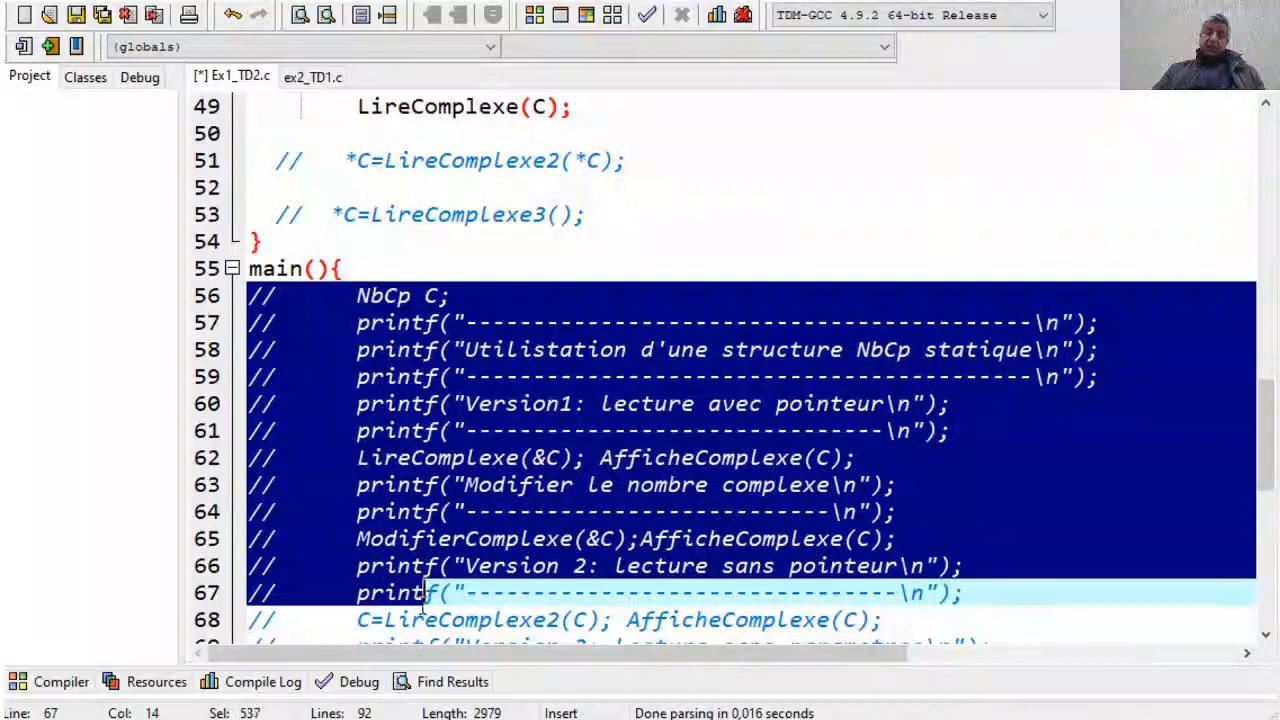 TDM-GCC 4.9.2 64-bit Release
(globals)
Project Classes Debug [*] Ex1_TD2.c ex2_TD1.c
49 LireComplexe(C);
50
51 // *C=LireComplexe2(*C);
52
53 // *C=LireComplexe3();
54 }
55 main(){
56 // NbCp C;
57 // printf("------------------------------------------\n");
58 // printf("Utilistation d'une structure NbCp statique\n");
59 // printf("------------------------------------------\n");
60 // printf("Version1: lecture avec pointeur\n");
61 // printf("-------------------------------\n");
62 // LireComplexe(&C); AfficheComplexe(C);
63 // printf("Modifier le nombre complexe\n");
64 // printf("---------------------------\n");
65 // ModifierComplexe(&C);AfficheComplexe(C);
66 // printf("Version 2: lecture sans pointeur\n");
67 // printf("--------------------------------\n");
68 // C=LireComplexe2(C); AfficheComplexe(C);
Compiler Resources Compile Log Debug Find Results
Line: 67 Col: 14 Sel: 537 Lines: 92 Length: 2979 Insert Done parsing in 0,016 seconds